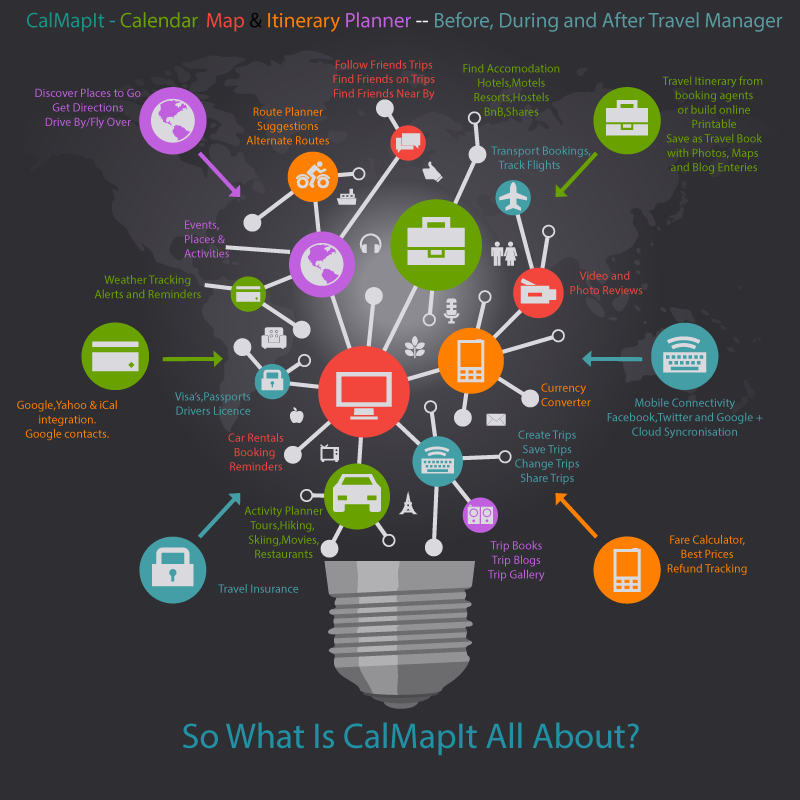 CalMapIt - Calendar Map & Itinerary Planner -- Before, During and After Travel Manager
Discover Places to Go
Get Directions
Drive By/Fly Over
Route Planner
Suggestions
Alternate Routes
Follow Friends Trips
Find Friends on Trips
Find Friends Near By
Find Accomodation
Hotels,Motels
Resorts,Hostels
BnB,Shares
Transport Bookings,
Track Flights
Travel Itinerary from
booking agents
or build online
Printable
Save as Travel Book
with Photos, Maps
and Blog Enteries
Events,
Places &
Activities
Weather Tracking
Alerts and Reminders
Video and
Photo Reviews
Google,Yahoo & iCal
integration.
Google contacts.
Visa's,Passports
Drivers Licence
Currency
Converter
Mobile Connectivity
Facebook,Twitter and Google +
Cloud Syncronisation
Car Rentals
Booking
Reminders
Create Trips
Save Trips
Change Trips
Share Trips
Activity Planner
Tours,Hiking,
Skiing,Movies,
Restaurants
Trip Books
Trip Blogs
Trip Gallery
Travel Insurance
Fare Calculator,
Best Prices
Refund Tracking
So What Is CalMapIt All About?